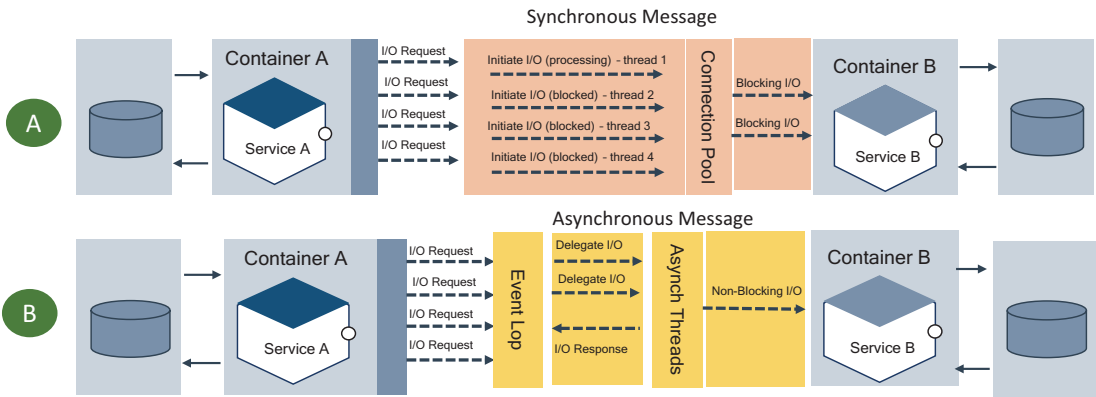 Synchronous Message
A
Container A
Service A
I/O Request
I/O Request
I/O Request
I/O Request
Initiate I/O (processing) - thread 1
Initiate I/O (blocked) - thread 2
Initiate I/O (blocked) - thread 3
Initiate I/O (blocked) - thread 4
Connection Pool
Blocking I/O
Blocking I/O
Container B
Service B
Asynchronous Message
B
Container A
Service A
I/O Request
I/O Request
I/O Request
I/O Request
Event Lop
Delegate I/O
Delegate I/O
I/O Response
Asynch Threads
Non-Blocking I/O
Container B
Service B